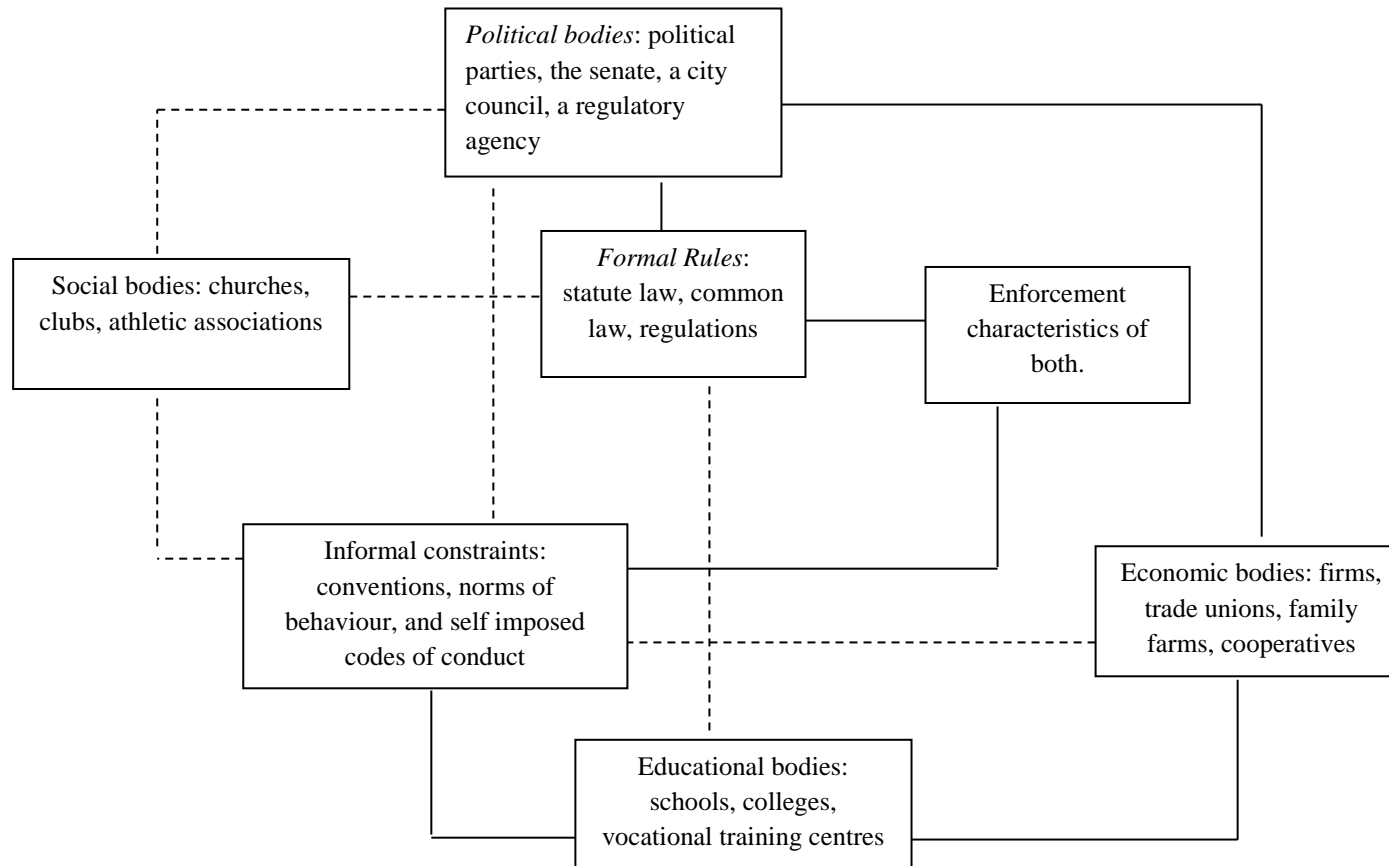 Political bodies: political
parties, the senate, a city
council, a regulatory
agency
Social bodies: churches,
clubs, athletic associations
Formal Rules:
statute law, common
law, regulations
Enforcement
characteristics of
both.
Informal constraints:
conventions, norms of
behaviour, and self imposed
codes of conduct
Economic bodies: firms,
trade unions, family
farms, cooperatives
Educational bodies:
schools, colleges,
vocational training centres